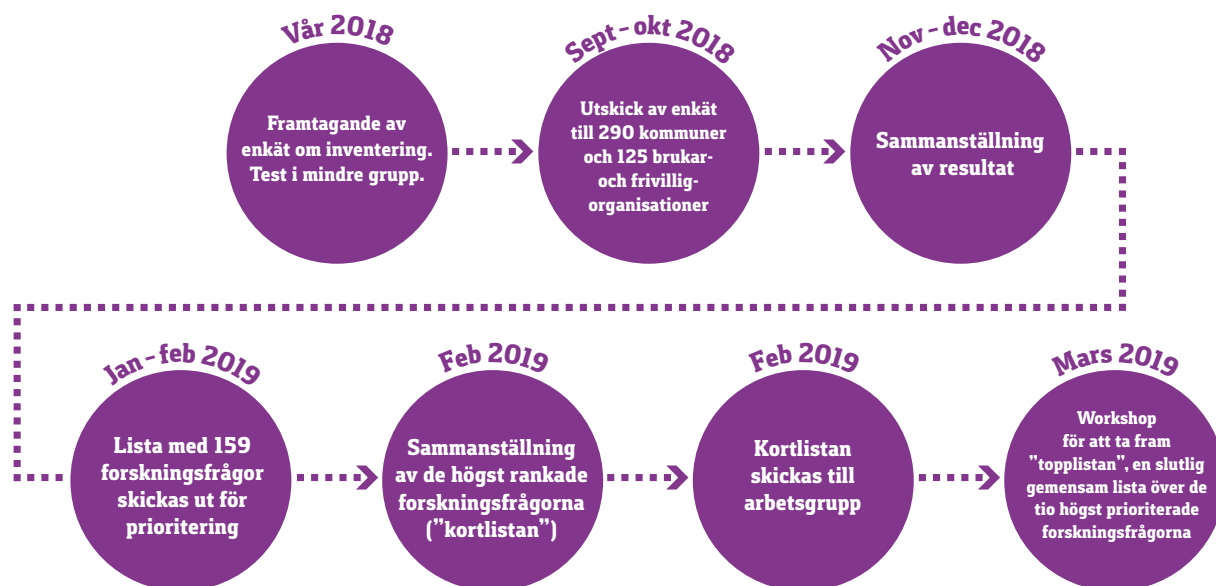 Vår 2018
Framtagande av
enkät om inventering.
Test i mindre grupp.
Sept – okt 2018
Utskick av enkät
till 290 kommuner
och 125 brukar-
och frivillig-
organisationer
Nov – dec 2018
Sammanställning
av resultat
Jan – feb 2019
Lista med 159
forskningsfrågor
skickas ut för
prioritering
Feb 2019
Sammanställning
av de högst rankade
forskningsfrågorna
(”kortlistan”)
Feb 2019
Kortlistan
skickas till
arbetsgrupp
Mars 2019
Workshop
för att ta fram
”topplistan”, en slutlig
gemensam lista över de
tio högst prioriterade
forskningsfrågorna